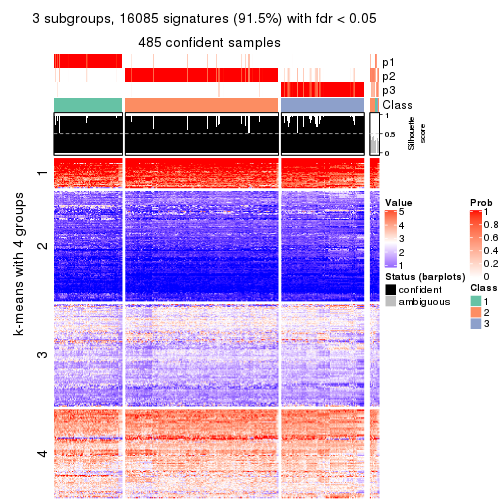 3 subgroups, 16085 signatures (91.5%) with fdr < 0.05
485 confident samples
p1
p2
p3
Class
1
0.5
0
Silhouette
score
k-means with 4 groups
1
2
3
4
Value
5
4
3
2
1
Status (barplots)
confident
ambiguous
Prob
1
0.8
0.6
0.4
0.2
0
Class
1
2
3